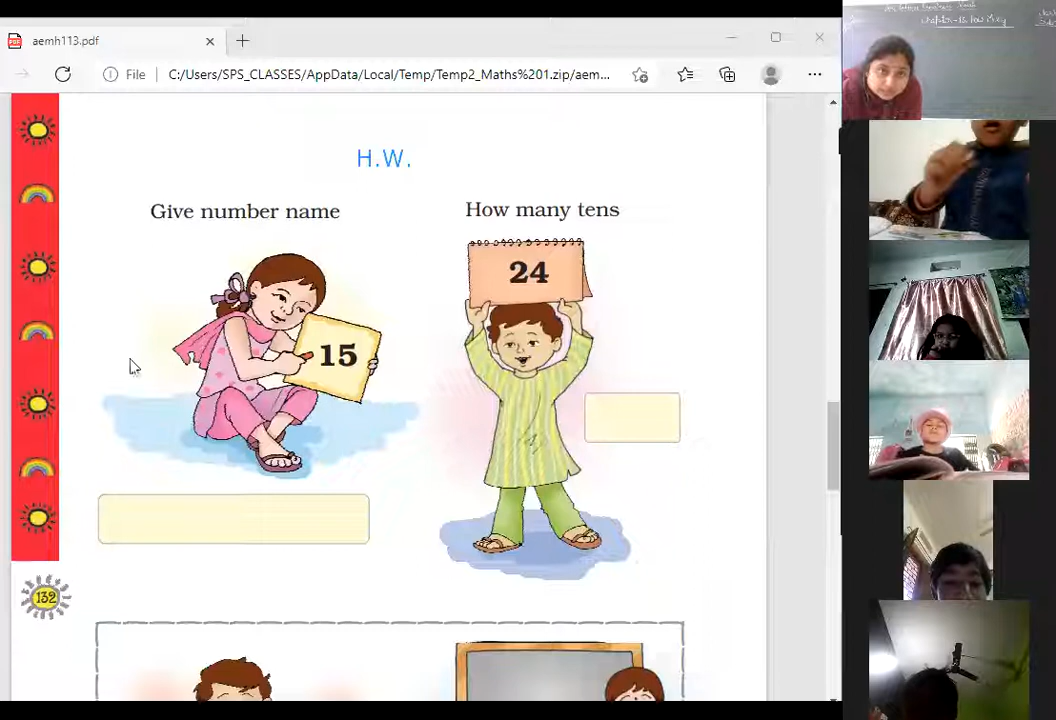 aemh113.pdf
File
C:/Users/SPS_CLASSES/AppData/Local/Temp/Temp2_Maths%201.zip/aem...
H.W.
Give number name
How many tens
24
15
132